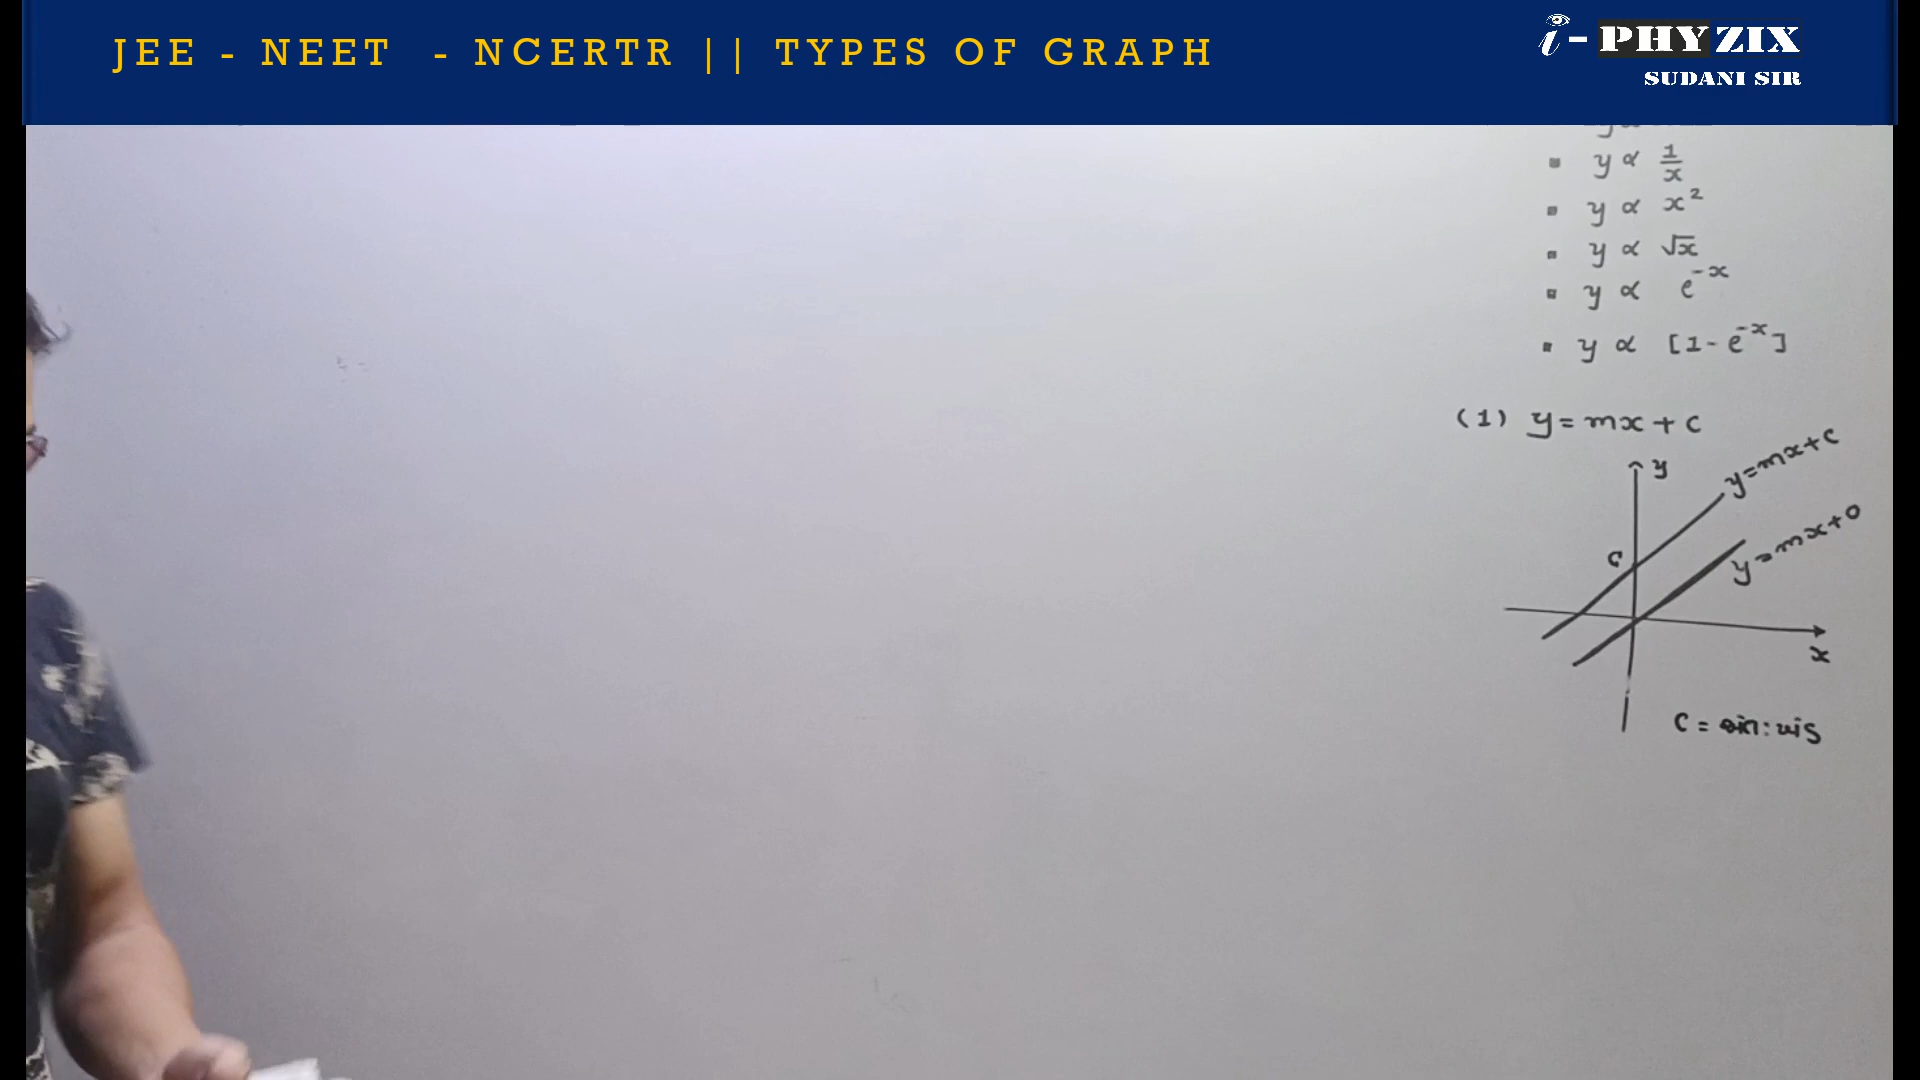 JEE - NEET - NCERTR || TYPES OF GRAPH
i-PHYZIX
SUDANI SIR
▪ y ∝ 1/x
▪ y ∝ x²
▪ y ∝ √x
▪ y ∝ e⁻ˣ
▪ y ∝ [1-e⁻ˣ]
(1) y = mx + c
y
y=mx+c
y=mx+0
c
x
C =